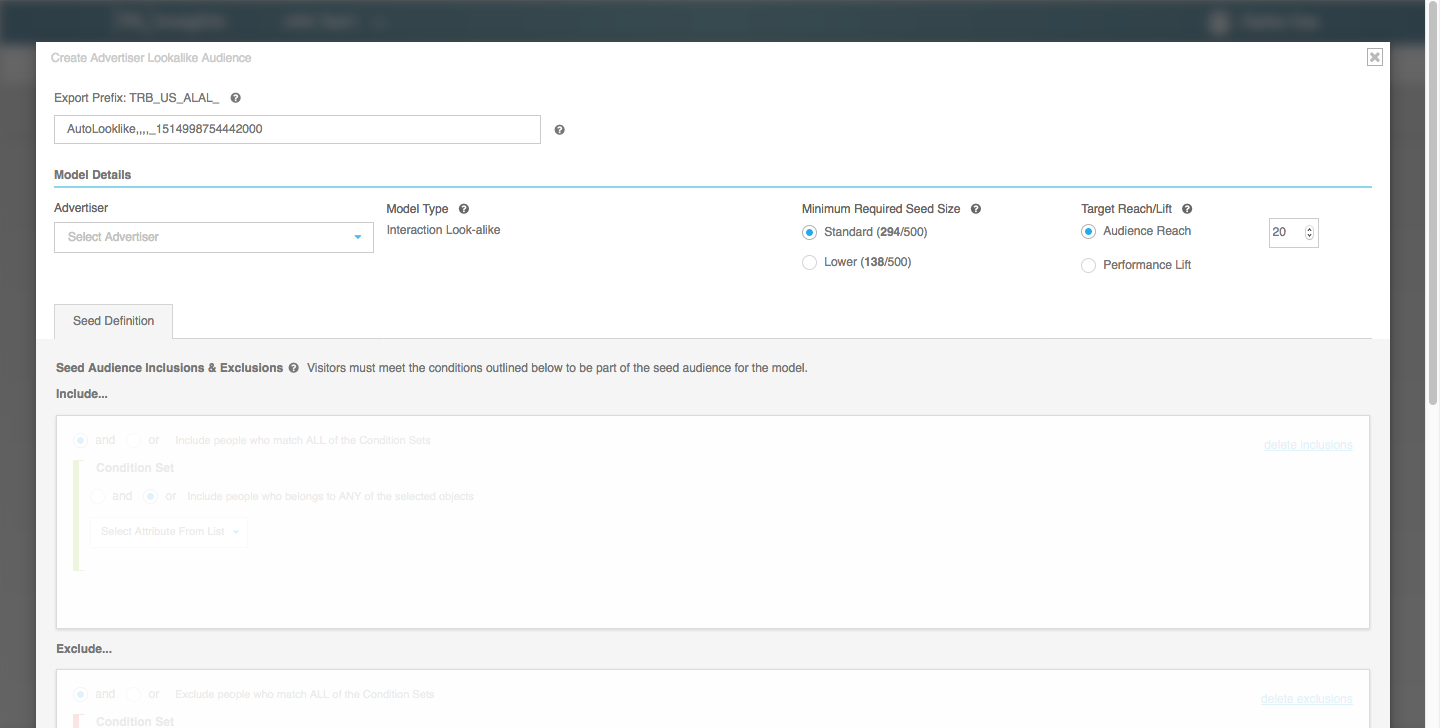 Create Advertiser Lookalike Audience
Export Prefix: TRB_US_ALAL_
AutoLooklike,,,,_1514998754442000
Model Details
Advertiser
Select Advertiser
Model Type
Interaction Look-alike
Minimum Required Seed Size
Standard (294/500)
Lower (138/500)
Target Reach/Lift
Audience Reach
20
Performance Lift
Seed Definition
Seed Audience Inclusions & Exclusions Visitors must meet the conditions outlined below to be part of the seed audience for the model.
Include...
and or Include people who match ALL of the Condition Sets
delete inclusions
Condition Set
and or Include people who belongs to ANY of the selected objects
Select Attribute From List
Exclude...
and or Exclude people who match ALL of the Condition Sets
delete exclusions
Condition Set